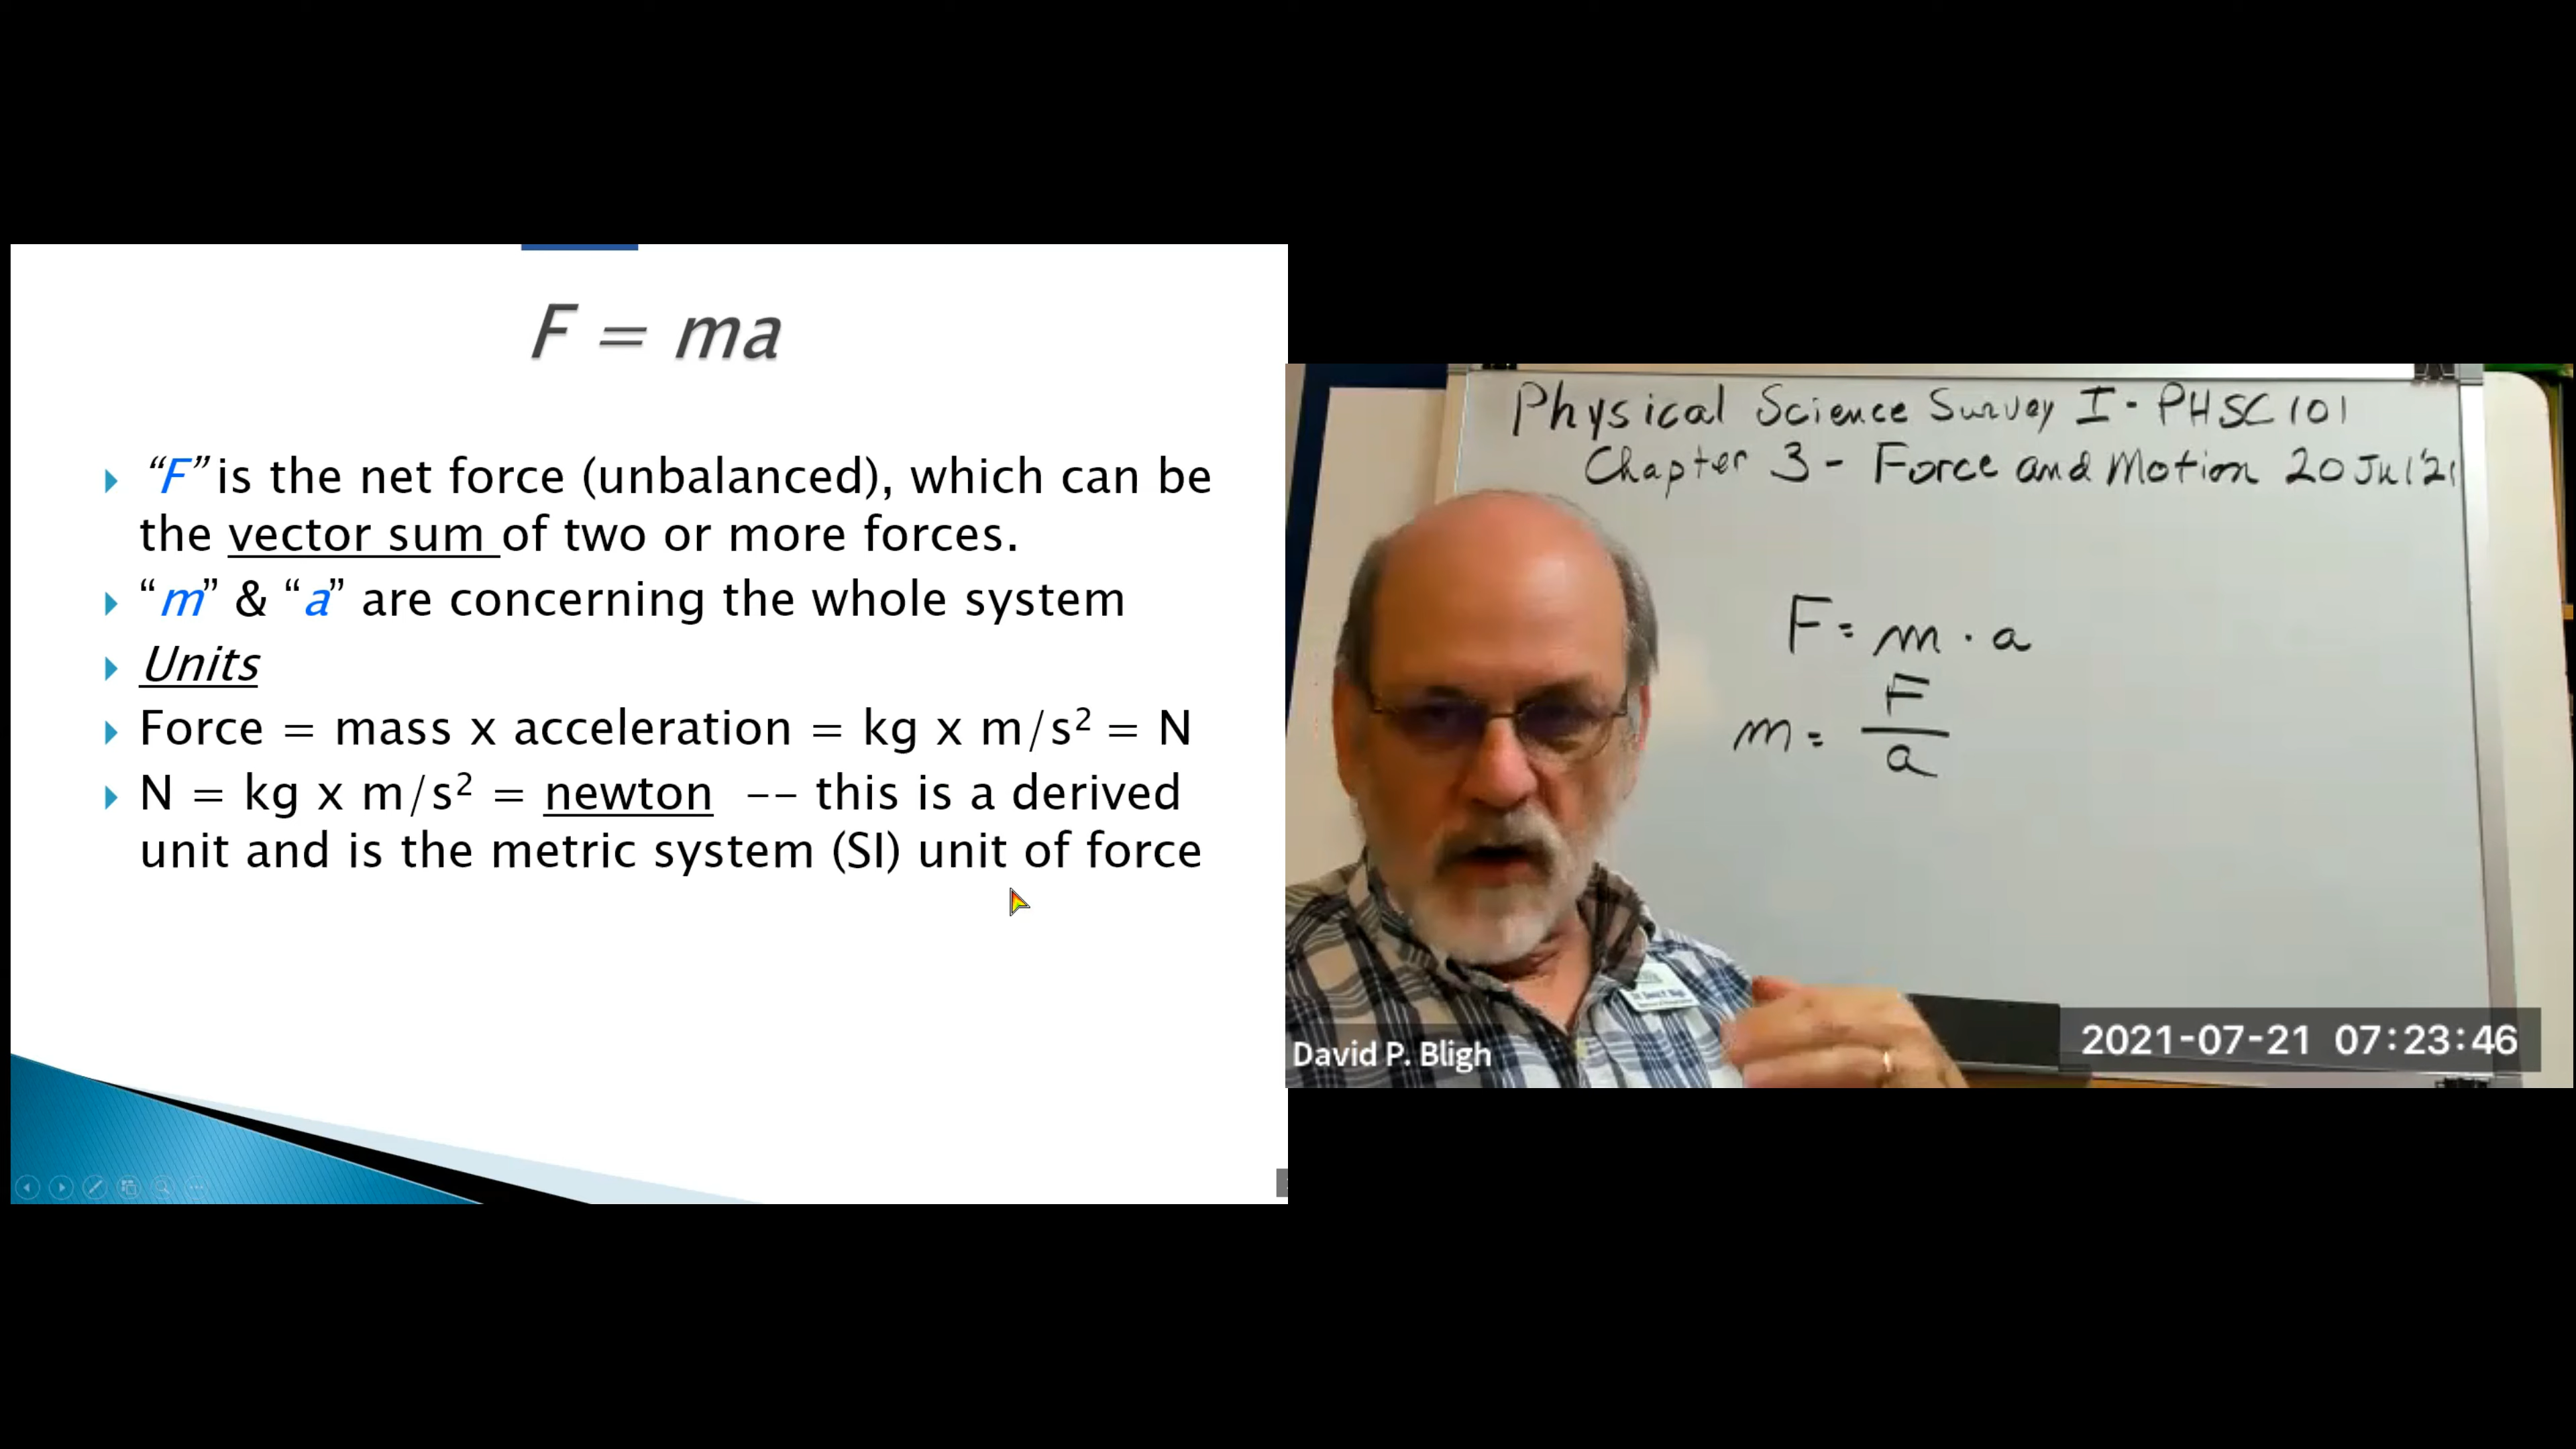 F = ma
“F” is the net force (unbalanced), which can be
the vector sum of two or more forces.
“m” & “a” are concerning the whole system
Units
Force = mass x acceleration = kg x m/s² = N
N = kg x m/s² = newton -- this is a derived
unit and is the metric system (SI) unit of force
Physical Science Survey I - PHSC 101
Chapter 3 - Force and Motion 20 Jul '21
F = m · a
m = F
a
David P. Bligh
2021-07-21 07:23:46